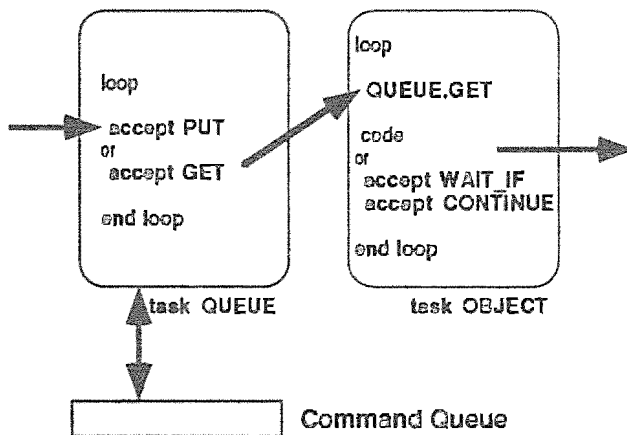 loop
accept PUT
or
accept GET
end loop
task QUEUE
loop
QUEUE.GET
code
or
accept WAIT_IF
accept CONTINUE
end loop
task OBJECT
Command Queue